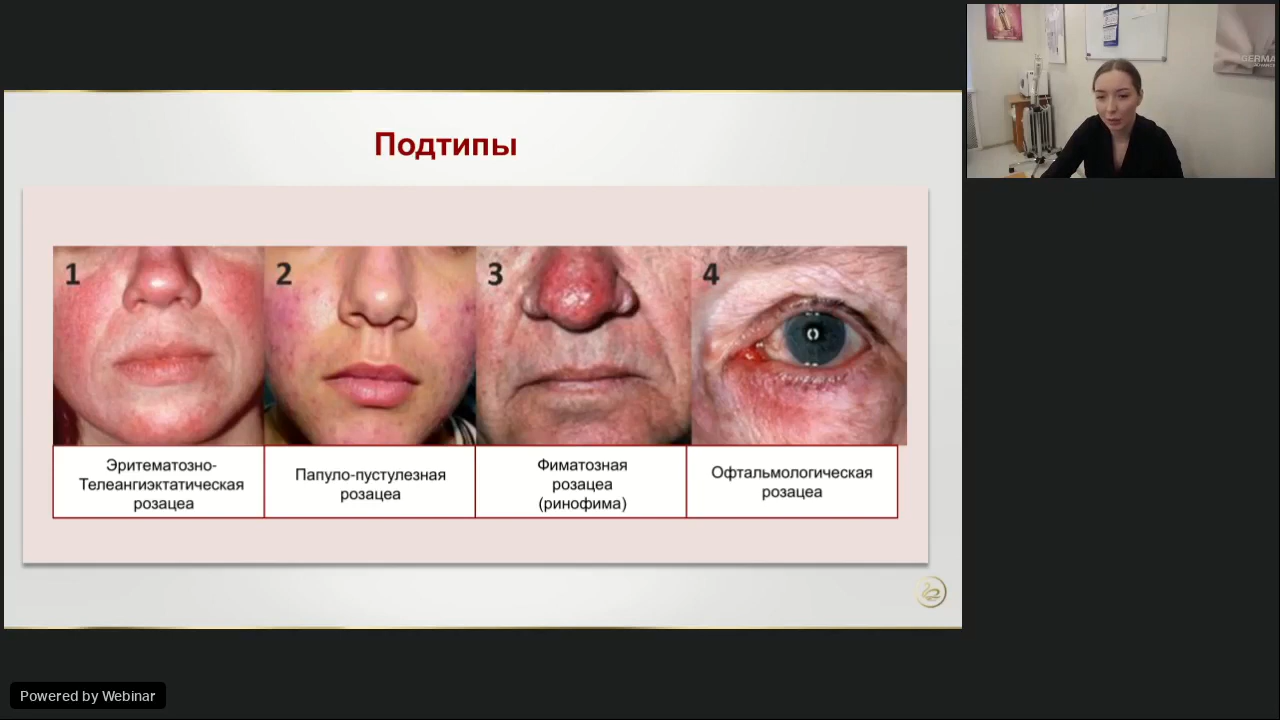 Подтипы
1
2
3
4
Эритематозно-
Телеангиэктатическая
розацеа
Папуло-пустулезная
розацеа
Фиматозная
розацеа
(ринофима)
Офтальмологическая
розацеа
Powered by Webinar